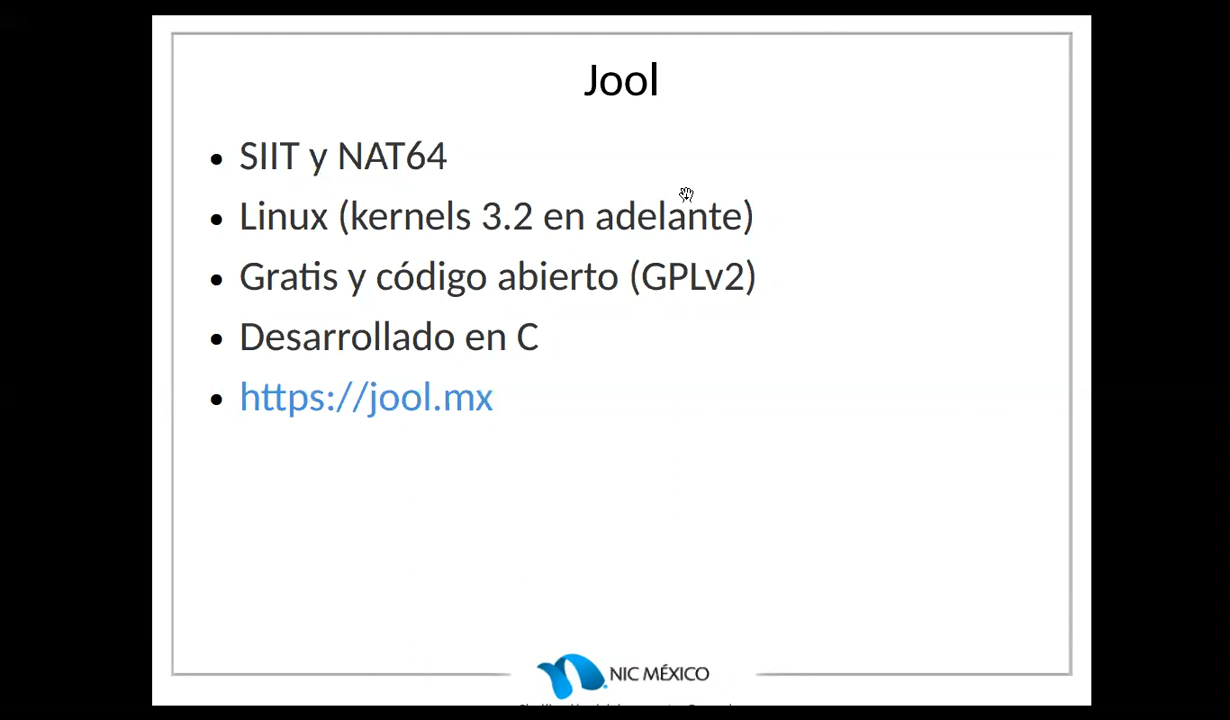 Jool
• SIIT y NAT64
• Linux (kernels 3.2 en adelante)
• Gratis y código abierto (GPLv2)
• Desarrollado en C
• https://jool.mx
NIC MÉXICO